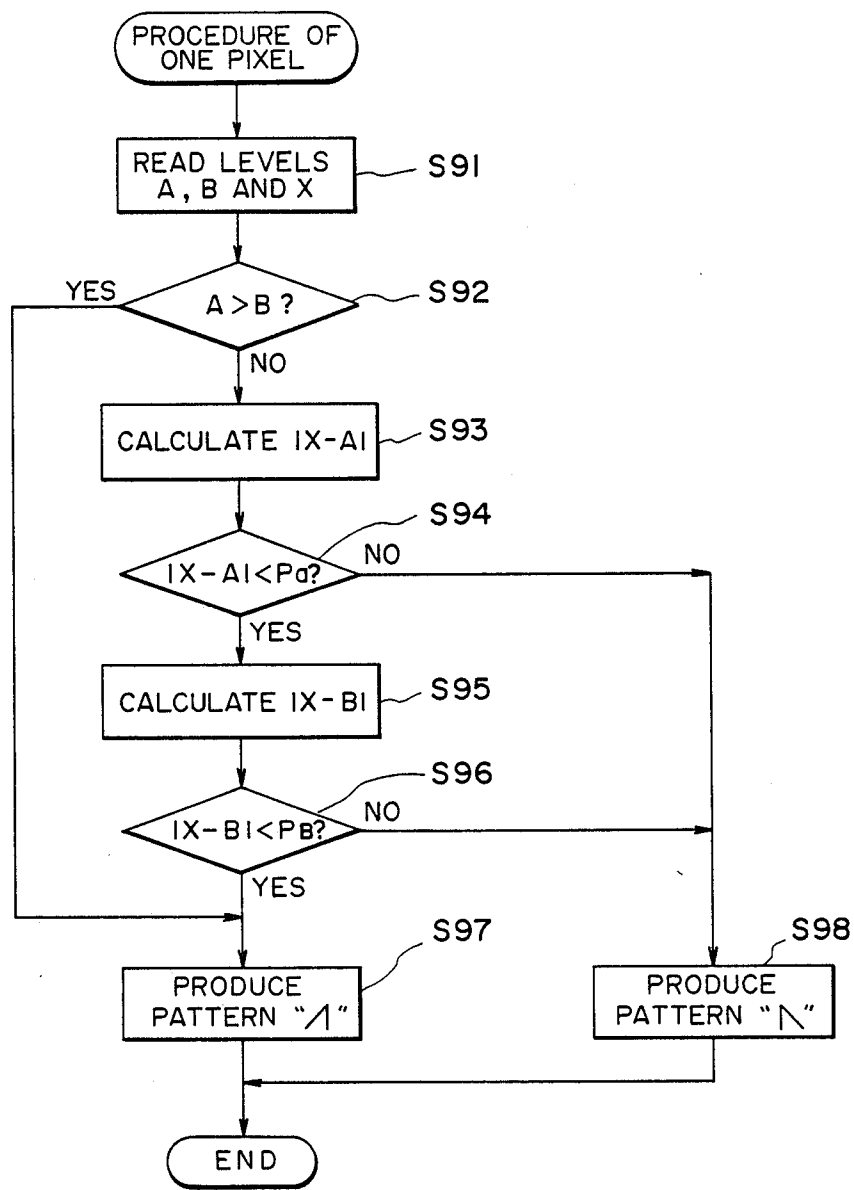 PROCEDURE OF
ONE PIXEL
READ LEVELS
A, B AND X
S91
YES
A > B ?
S92
NO
CALCULATE |X-A|
S93
S94
|X-A|<Pa?
NO
YES
CALCULATE |X-B|
S95
S96
|X-B|<PB?
NO
YES
S97
PRODUCE
PATTERN "⩘"
S98
PRODUCE
PATTERN "◺"
END